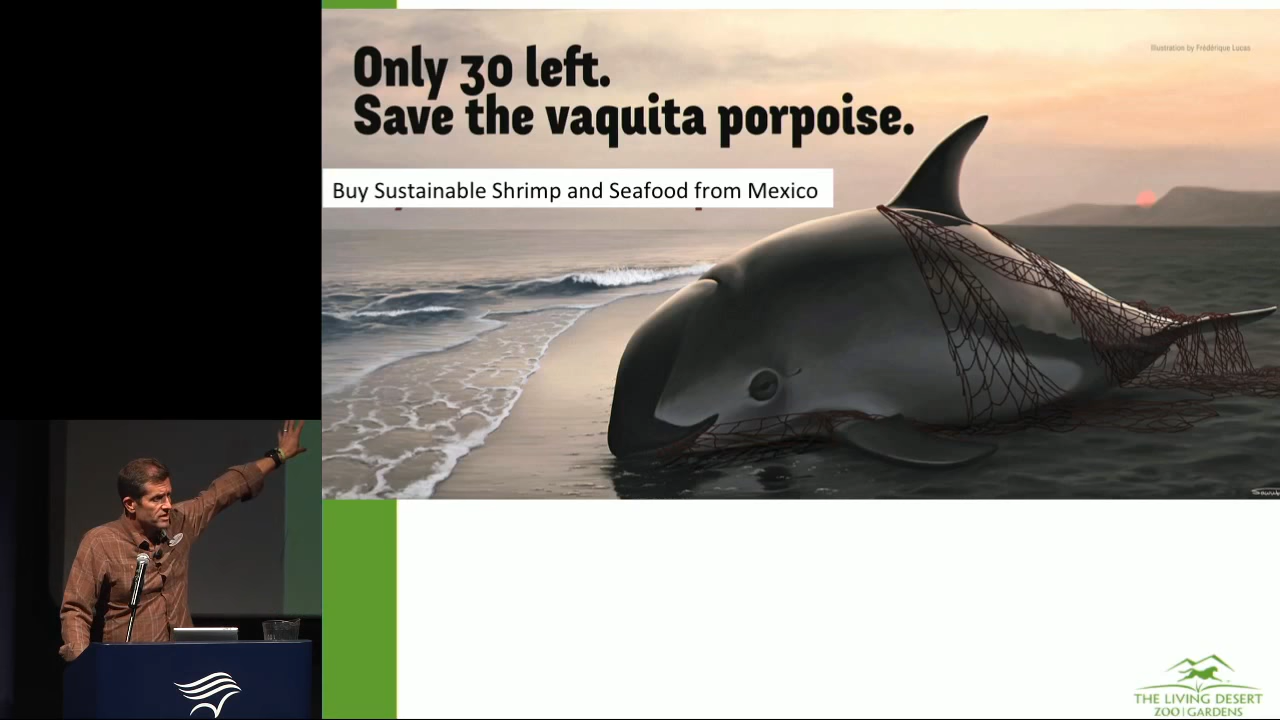 Only 30 left.
Save the vaquita porpoise.
Illustration by Frédérique Lucas
Buy Sustainable Shrimp and Seafood from Mexico
THE LIVING DESERT
ZOO | GARDENS